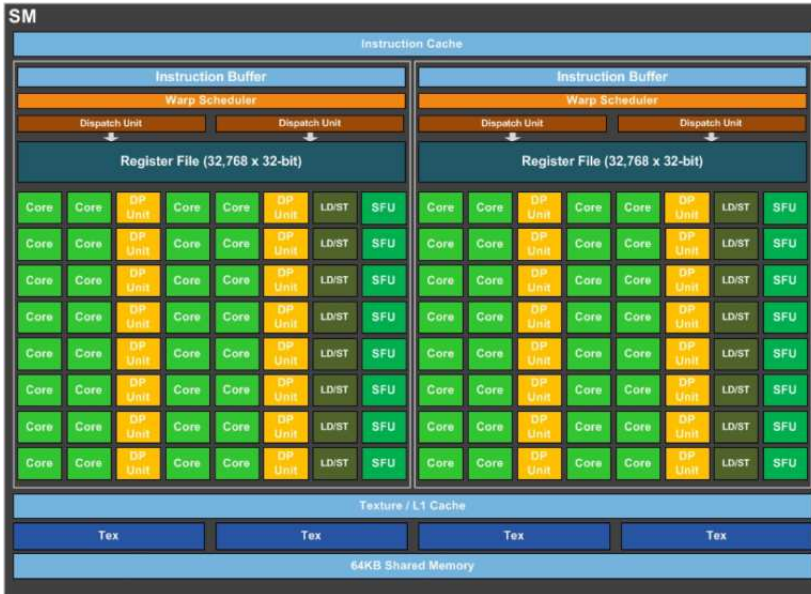 SM
Instruction Cache
Instruction Buffer Instruction Buffer
Warp Scheduler Warp Scheduler
Dispatch Unit Dispatch Unit Dispatch Unit Dispatch Unit
Register File (32,768 x 32-bit) Register File (32,768 x 32-bit)
Core Core DP Unit Core Core DP Unit LD/ST SFU Core Core DP Unit Core Core DP Unit LD/ST SFU
Core Core DP Unit Core Core DP Unit LD/ST SFU Core Core DP Unit Core Core DP Unit LD/ST SFU
Core Core DP Unit Core Core DP Unit LD/ST SFU Core Core DP Unit Core Core DP Unit LD/ST SFU
Core Core DP Unit Core Core DP Unit LD/ST SFU Core Core DP Unit Core Core DP Unit LD/ST SFU
Core Core DP Unit Core Core DP Unit LD/ST SFU Core Core DP Unit Core Core DP Unit LD/ST SFU
Core Core DP Unit Core Core DP Unit LD/ST SFU Core Core DP Unit Core Core DP Unit LD/ST SFU
Core Core DP Unit Core Core DP Unit LD/ST SFU Core Core DP Unit Core Core DP Unit LD/ST SFU
Core Core DP Unit Core Core DP Unit LD/ST SFU Core Core DP Unit Core Core DP Unit LD/ST SFU
Texture / L1 Cache
Tex Tex Tex Tex
64KB Shared Memory